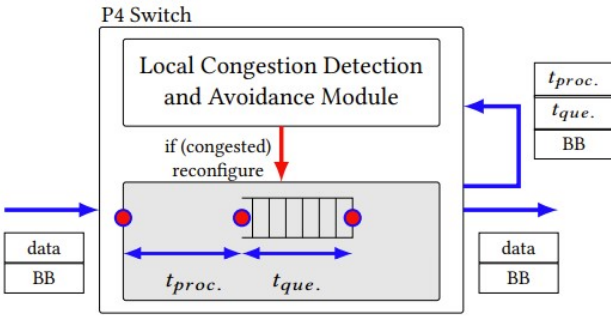 P4 Switch
Local Congestion Detection
and Avoidance Module
if (congested)
reconfigure
t_proc.
t_que.
data
BB
data
BB
t_proc.
t_que.
BB